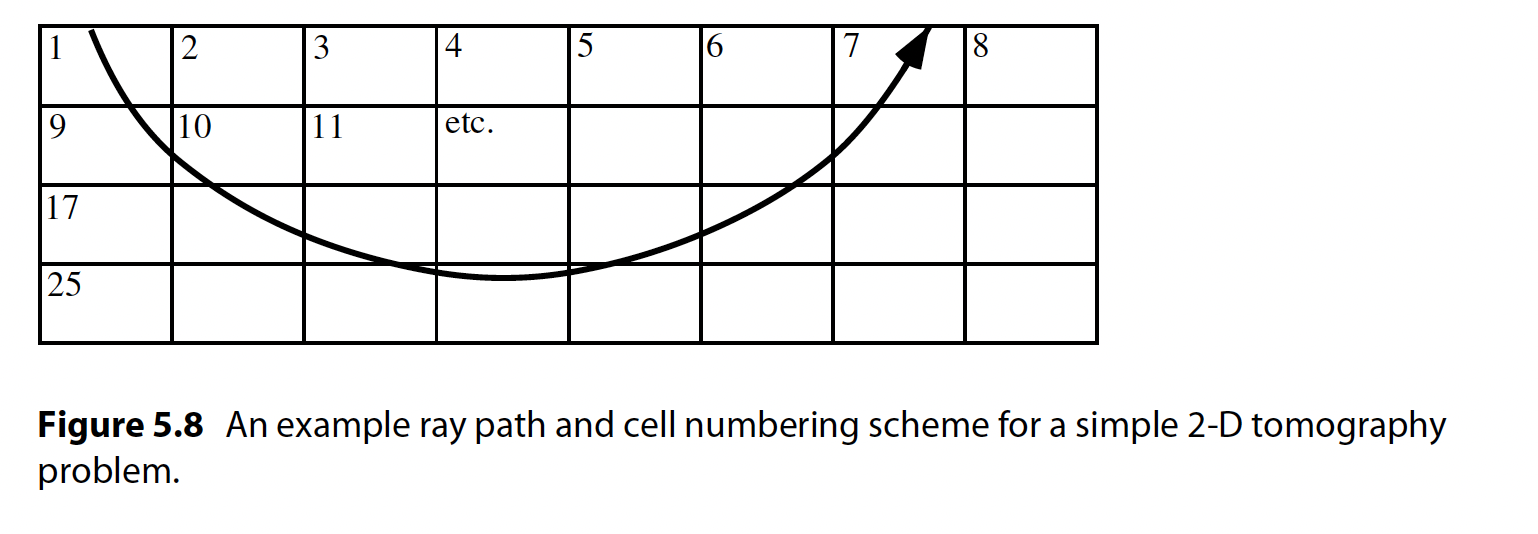 1 2 3 4 5 6 7 8
9 10 11 etc.
17
25
Figure 5.8 An example ray path and cell numbering scheme for a simple 2-D tomography
problem.